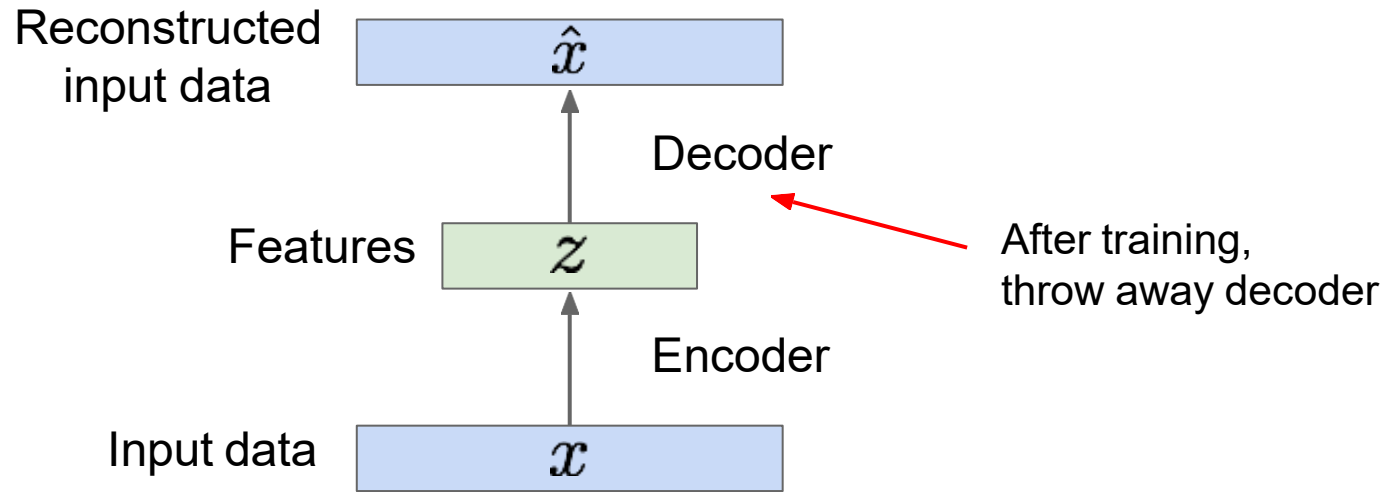 Reconstructed
input data
x̂
Decoder
Features
z
After training,
throw away decoder
Encoder
Input data
x